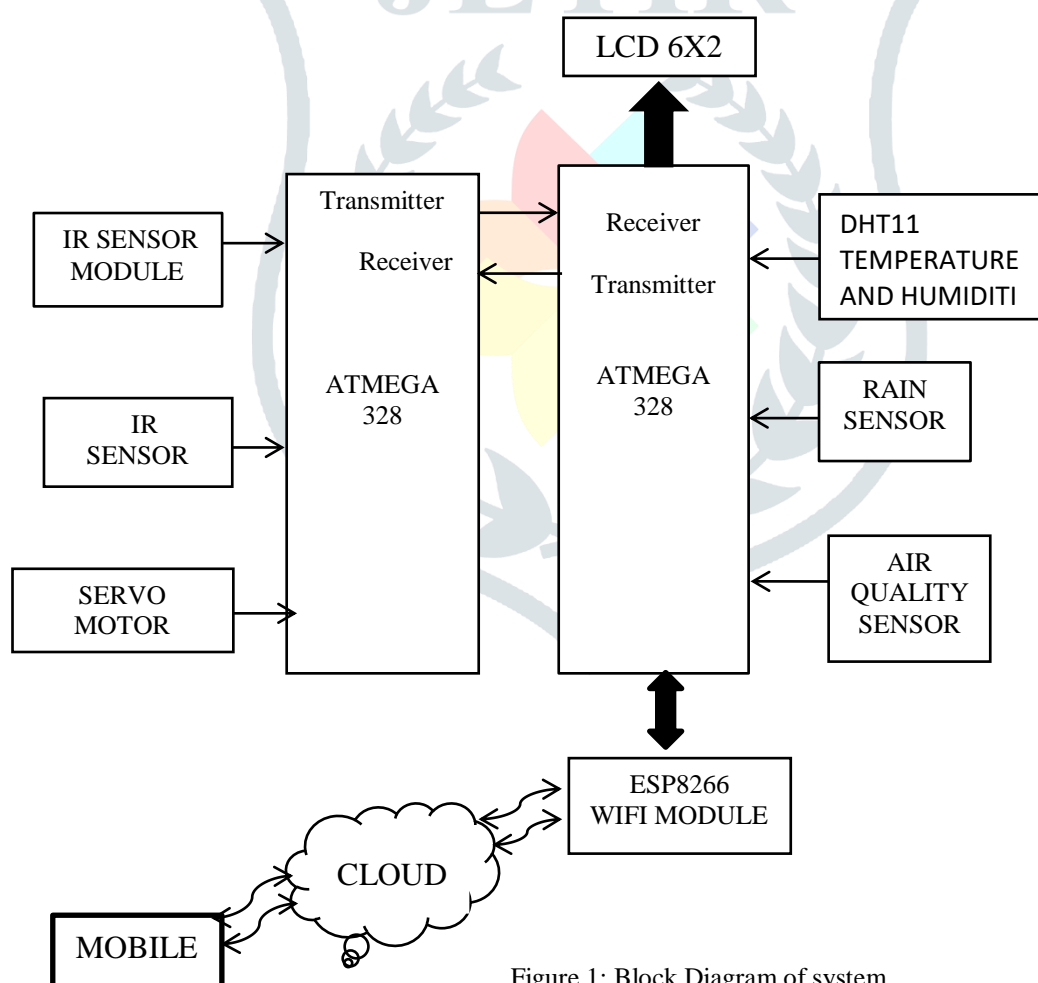 JETIR
LCD 6X2
Transmitter
Receiver
IR SENSOR
MODULE
Receiver
Transmitter
DHT11
TEMPERATURE
AND HUMIDITI
ATMEGA
328
ATMEGA
328
IR
SENSOR
RAIN
SENSOR
SERVO
MOTOR
AIR
QUALITY
SENSOR
ESP8266
WIFI MODULE
CLOUD
MOBILE
Figure 1: Block Diagram of system